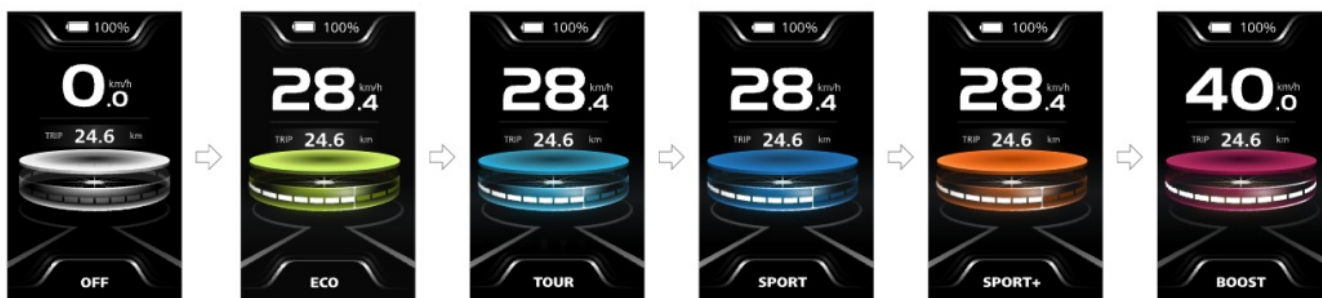 100%
0.0 km/h
TRIP 24.6 km
OFF
100%
28.4 km/h
TRIP 24.6 km
ECO
100%
28.4 km/h
TRIP 24.6 km
TOUR
100%
28.4 km/h
TRIP 24.6 km
SPORT
100%
28.4 km/h
TRIP 24.6 km
SPORT+
100%
40.0 km/h
TRIP 24.6 km
BOOST